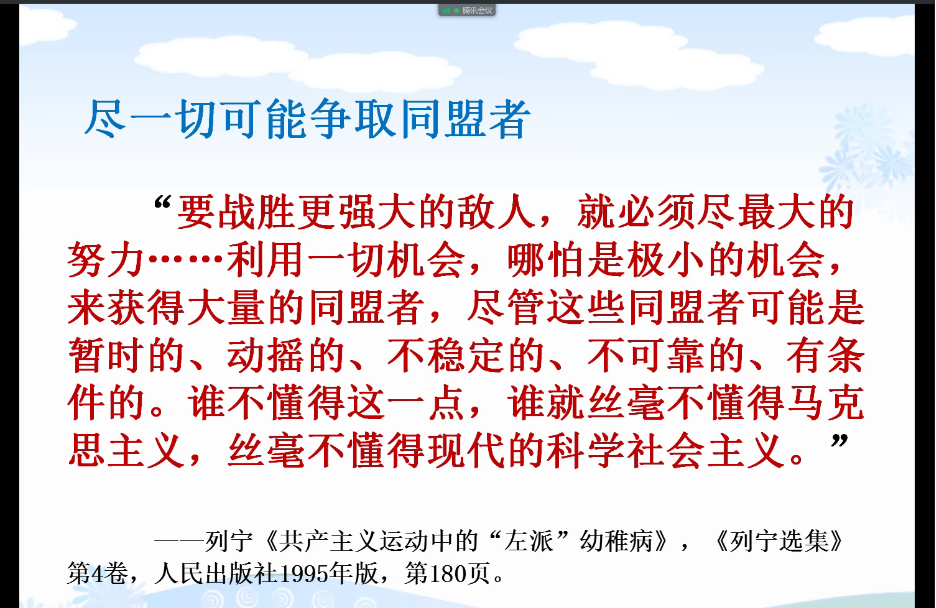 腾讯会议
尽一切可能争取同盟者
“要战胜更强大的敌人，就必须尽最大的
努力……利用一切机会，哪怕是极小的机会，
来获得大量的同盟者，尽管这些同盟者可能是
暂时的、动摇的、不稳定的、不可靠的、有条
件的。谁不懂得这一点，谁就丝毫不懂得马克
思主义，丝毫不懂得现代的科学社会主义。”
——列宁《共产主义运动中的“左派”幼稚病》，《列宁选集》
第4卷，人民出版社1995年版，第180页。